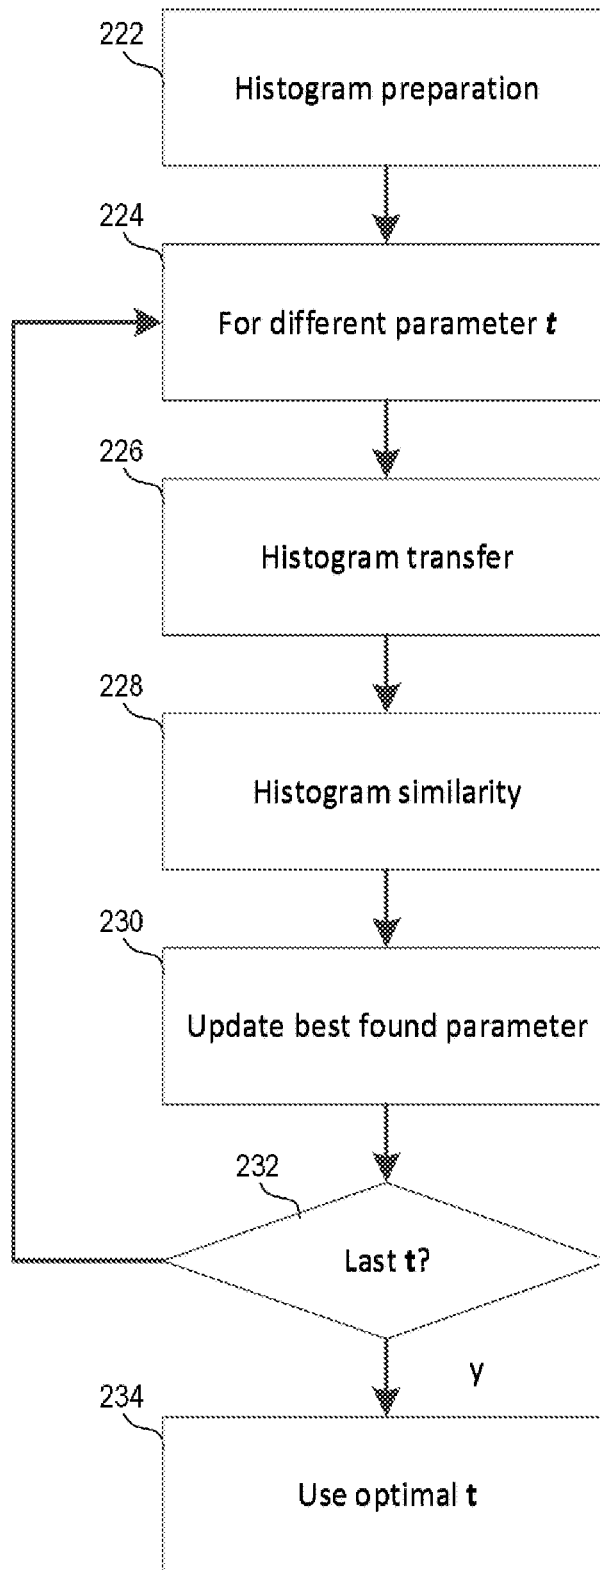 222
Histogram preparation
224
For different parameter t
226
Histogram transfer
228
Histogram similarity
230
Update best found parameter
232
Last t?
y
234
Use optimal t